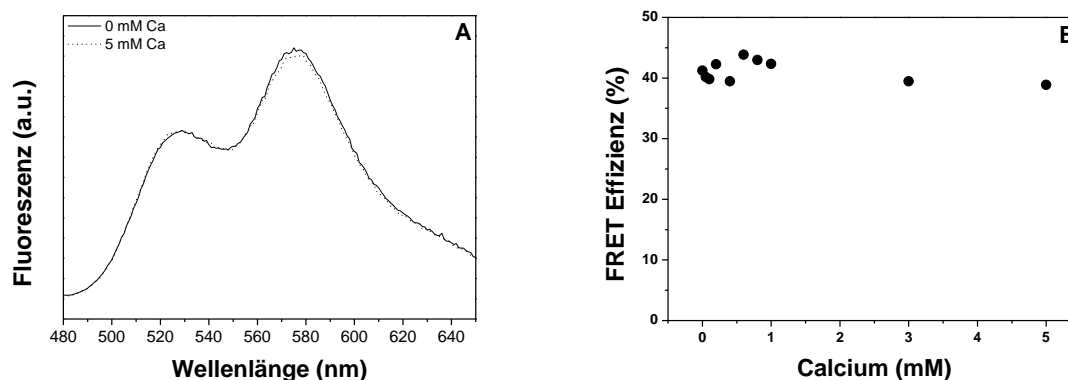 A
0 mM Ca
5 mM Ca
Fluoreszenz (a.u.)
480 500 520 540 560 580 600 620 640
Wellenlänge (nm)
B
50
40
30
20
10
0
FRET Effizienz (%)
0 1 2 3 4 5
Calcium (mM)